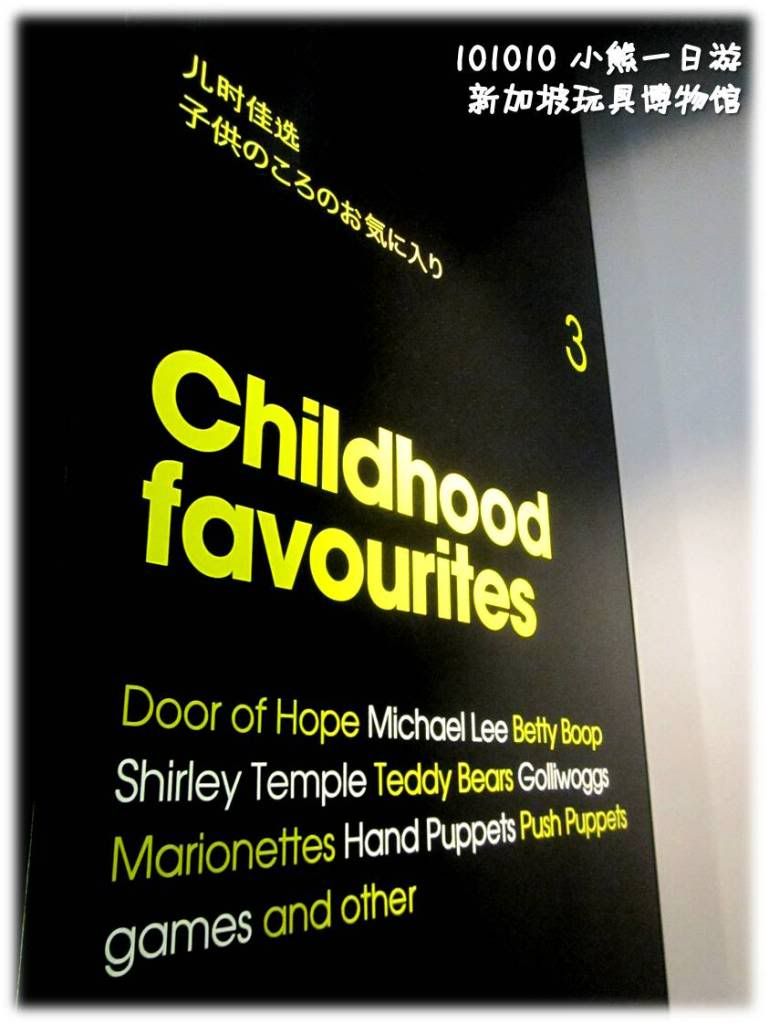 101010 小熊一日游
新加坡玩具博物馆
儿时佳选
子供のころのお気に入り
3
Childhood
favourites
Door of Hope Michael Lee Betty Boop
Shirley Temple Teddy Bears Golliwoggs
Marionettes Hand Puppets Push Puppets
games and other